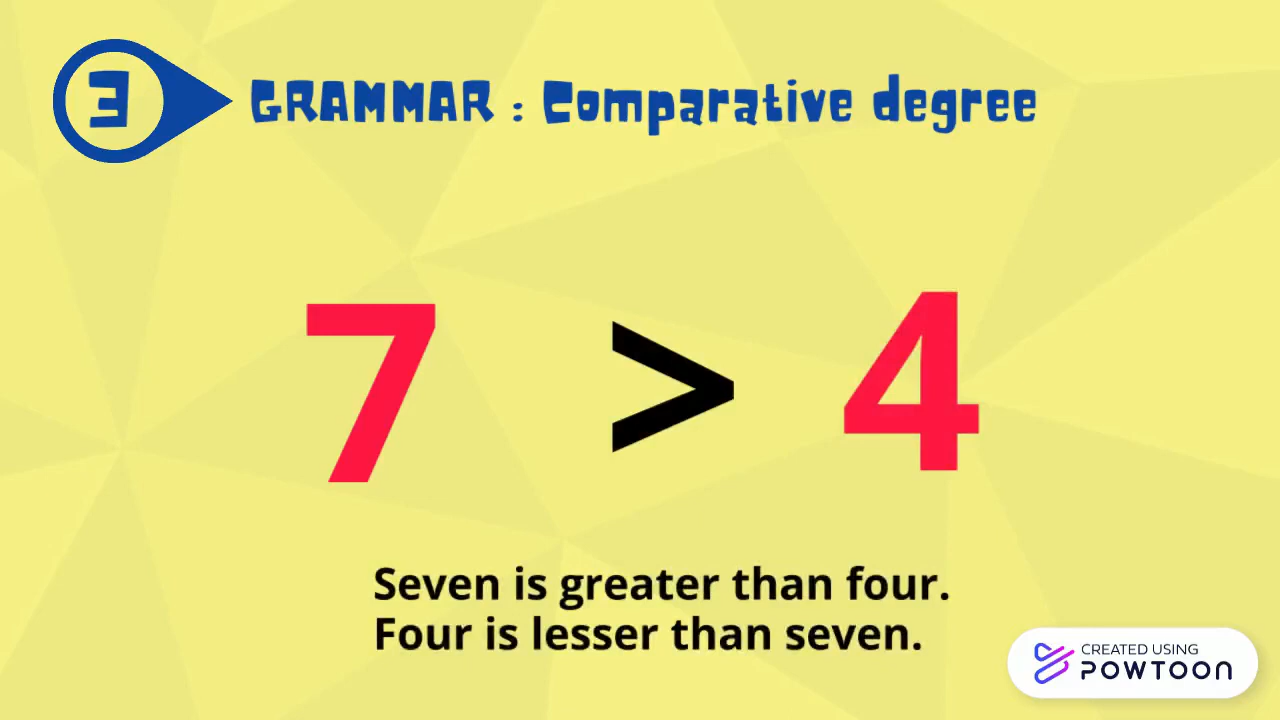 3
GRAMMAR : Comparative degree
7 > 4
Seven is greater than four.
Four is lesser than seven.
CREATED USING
POWTOON